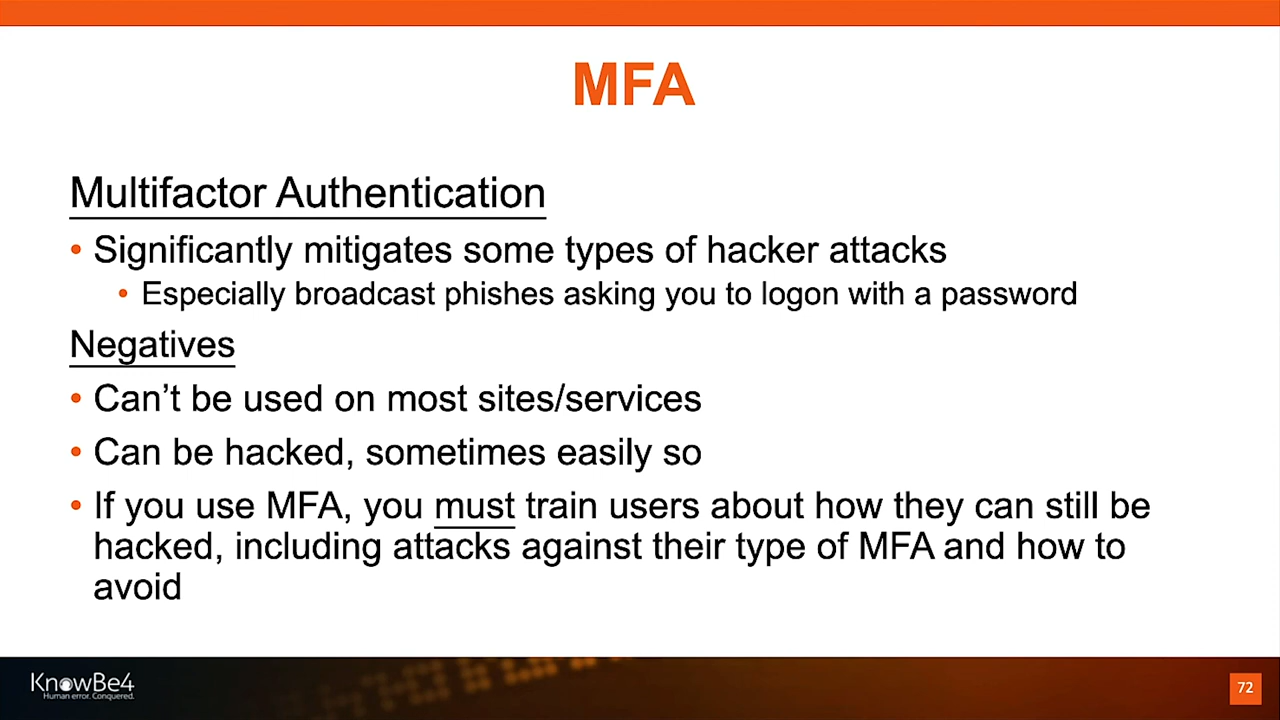 MFA
Multifactor Authentication
• Significantly mitigates some types of hacker attacks
• Especially broadcast phishes asking you to logon with a password
Negatives
• Can’t be used on most sites/services
• Can be hacked, sometimes easily so
• If you use MFA, you must train users about how they can still be
hacked, including attacks against their type of MFA and how to
avoid
KnowBe4
Human error. Conquered.
72